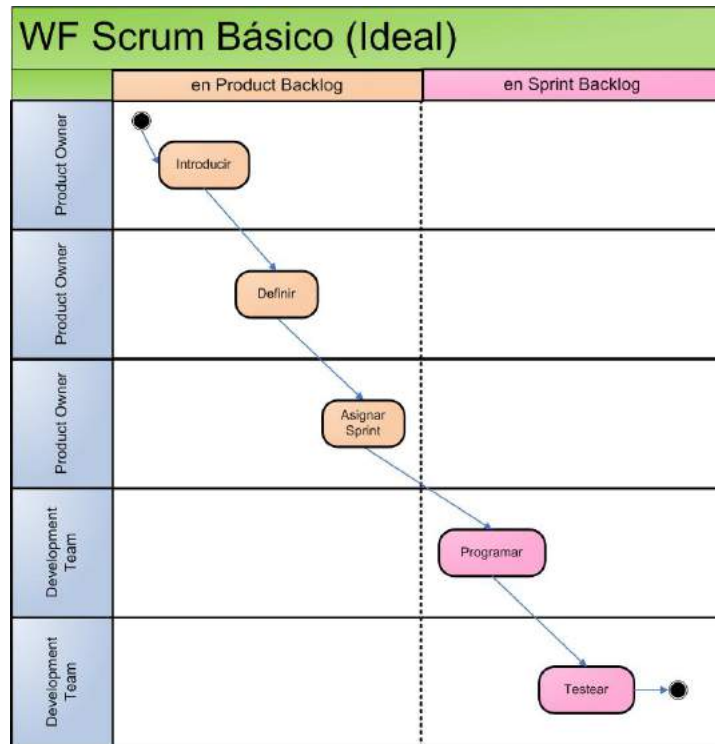 WF Scrum Básico (Ideal)
en Product Backlog
en Sprint Backlog
Product Owner
Introducir
Product Owner
Definir
Product Owner
Asignar
Sprint
Development
Team
Programar
Development
Team
Testear